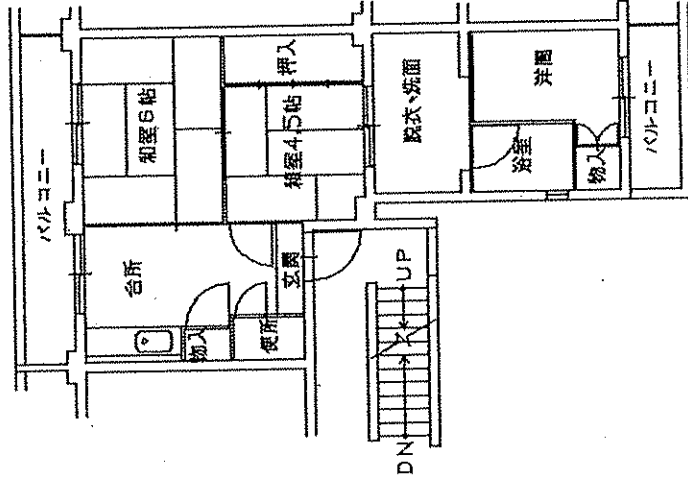 バルコニー
和室6帖
押入
和室4.5帖
台所
物入
便所
玄関
脱衣・洗面
洋間
浴室
物入
バルコニー
UP
DN